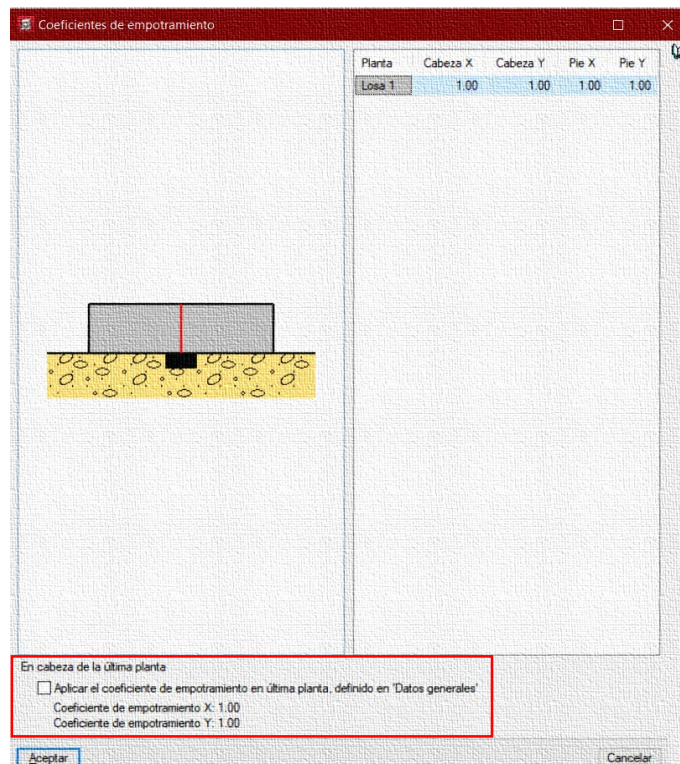 Coeficientes de empotramiento
Planta Cabeza X Cabeza Y Pie X Pie Y
Losa 1 1.00 1.00 1.00 1.00
En cabeza de la última planta
Aplicar el coeficiente de empotramiento en última planta, definido en 'Datos generales'
Coeficiente de empotramiento X: 1.00
Coeficiente de empotramiento Y: 1.00
Aceptar Cancelar